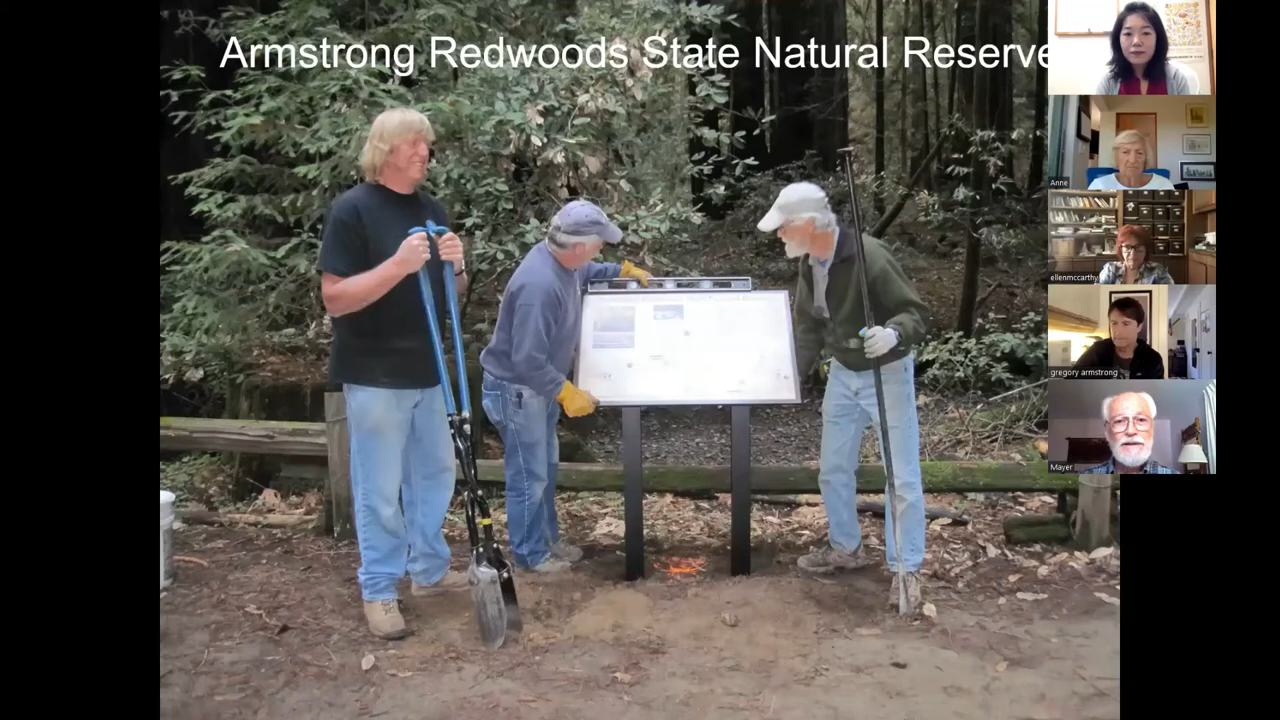 Armstrong Redwoods State Natural Reserve
Anne
ellenmccarthy
gregory armstrong
Mayer